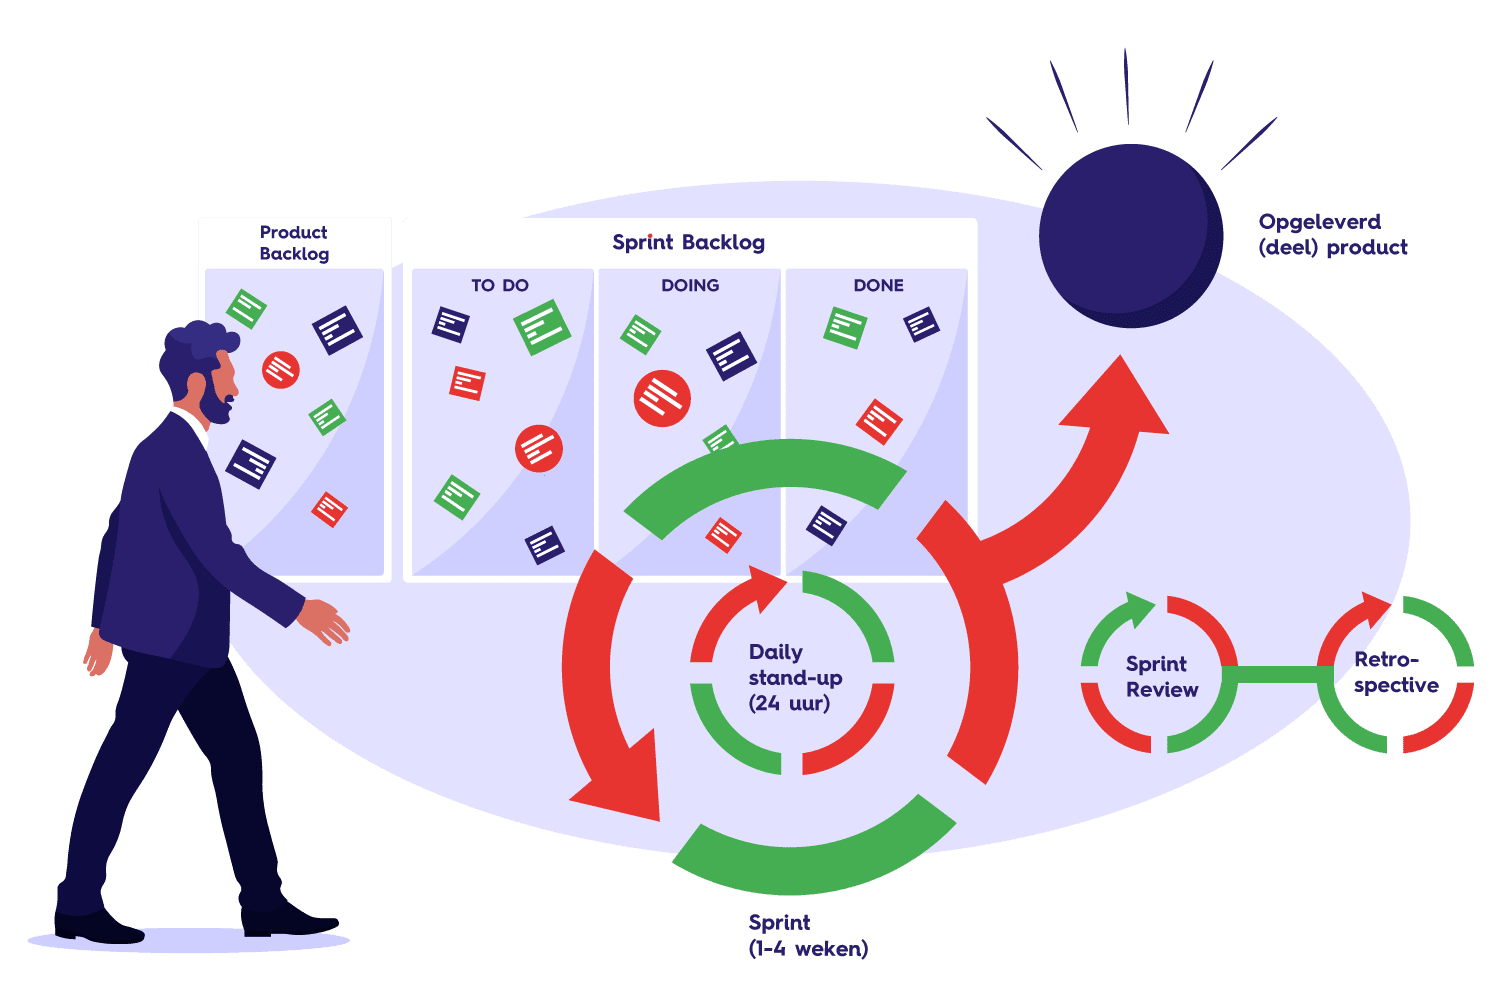 Product
Backlog
Sprint Backlog
TO DO
DOING
DONE
Opgeleverd
(deel) product
Daily
stand-up
(24 uur)
Sprint
Review
Retro-
spective
Sprint
(1-4 weken)